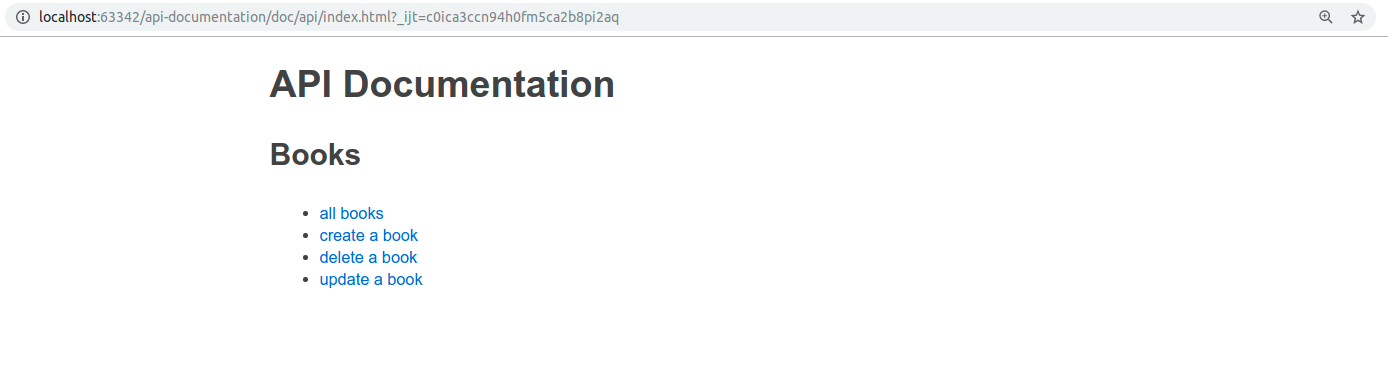 localhost:63342/api-documentation/doc/api/index.html?_ijt=c0ica3ccn94h0fm5ca2b8pi2aq
API Documentation
Books
all books
create a book
delete a book
update a book